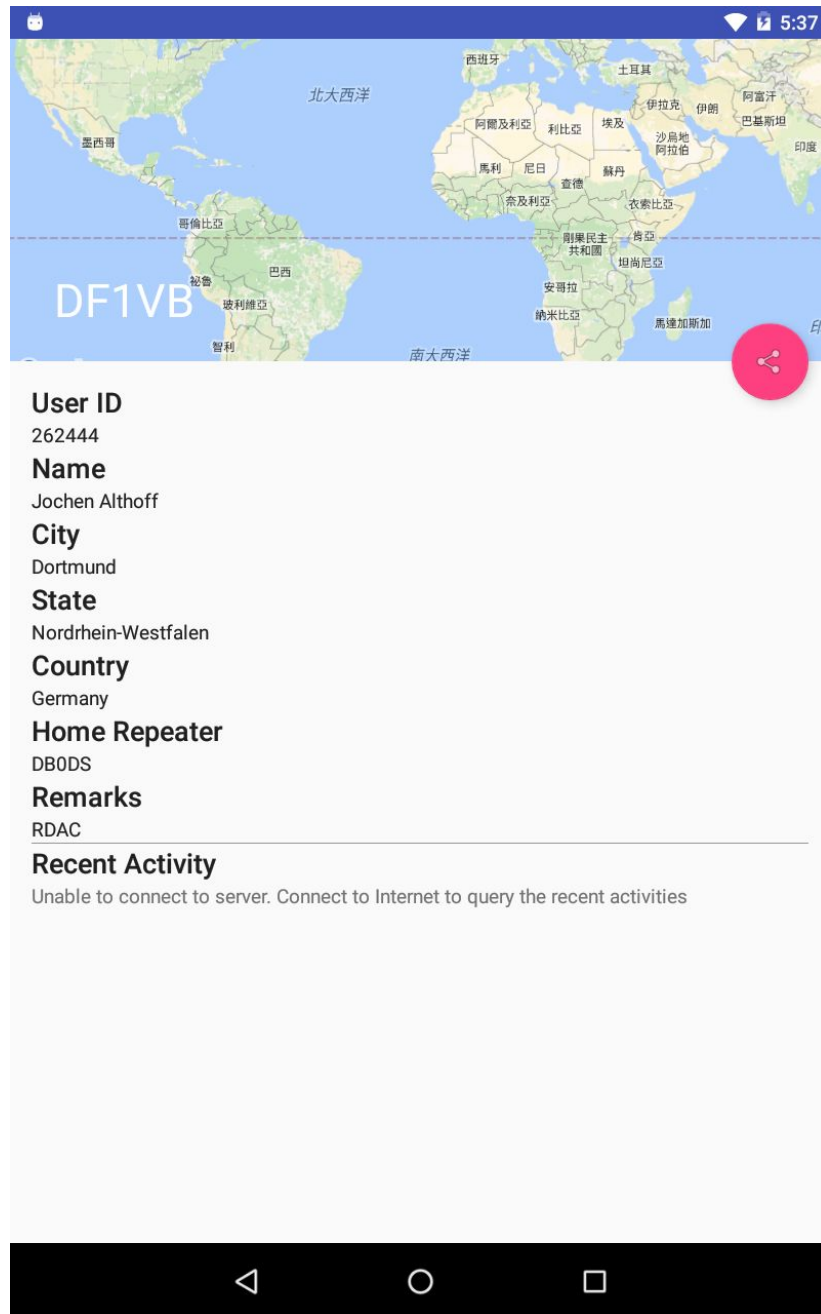 5:37
西班牙
土耳其
北大西洋
伊拉克
伊朗
阿富汗
巴基斯坦
墨西哥
阿爾及利亞
利比亞
埃及
沙烏地
阿拉伯
印度
馬利
尼日
查德
蘇丹
奈及利亞
衣索比亞
哥倫比亞
剛果民主
共和國
肯亞
坦尚尼亞
祕魯
巴西
DF1VB
玻利維亞
安哥拉
納米比亞
馬達加斯加
智利
南大西洋
User ID
262444
Name
Jochen Althoff
City
Dortmund
State
Nordrhein-Westfalen
Country
Germany
Home Repeater
DB0DS
Remarks
RDAC
Recent Activity
Unable to connect to server. Connect to Internet to query the recent activities